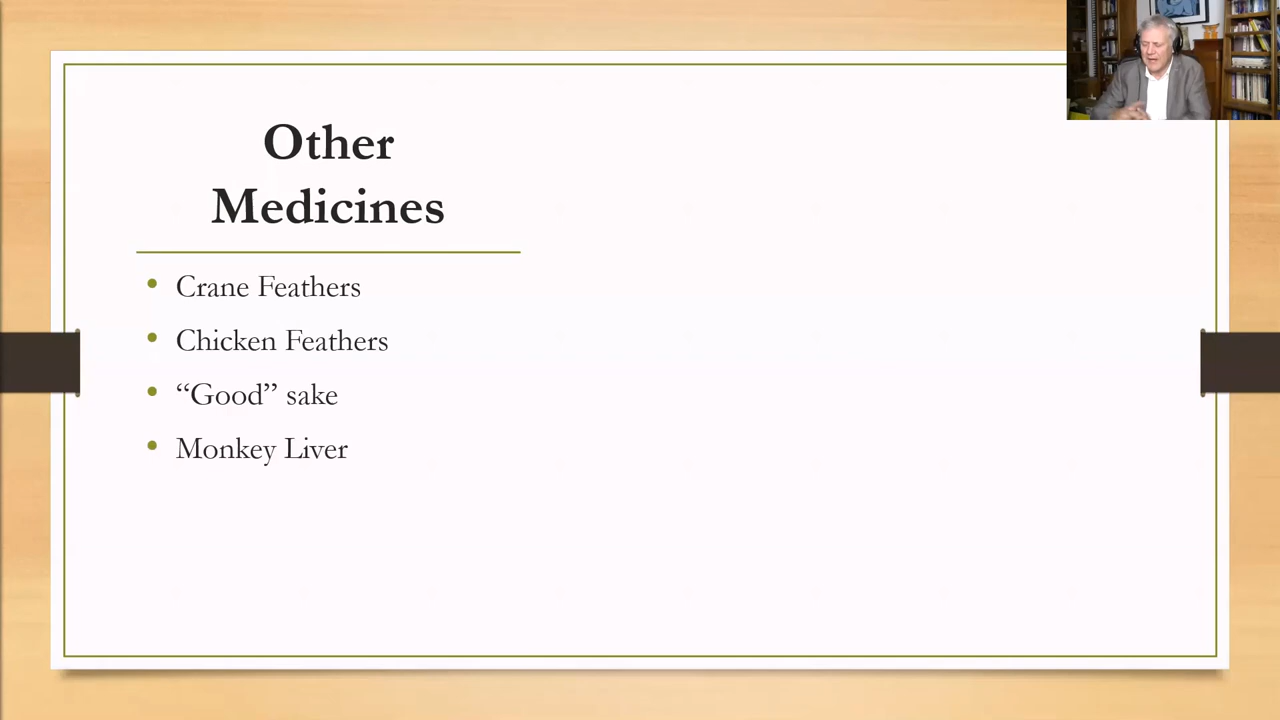 Other
Medicines
• Crane Feathers
• Chicken Feathers
• “Good” sake
• Monkey Liver